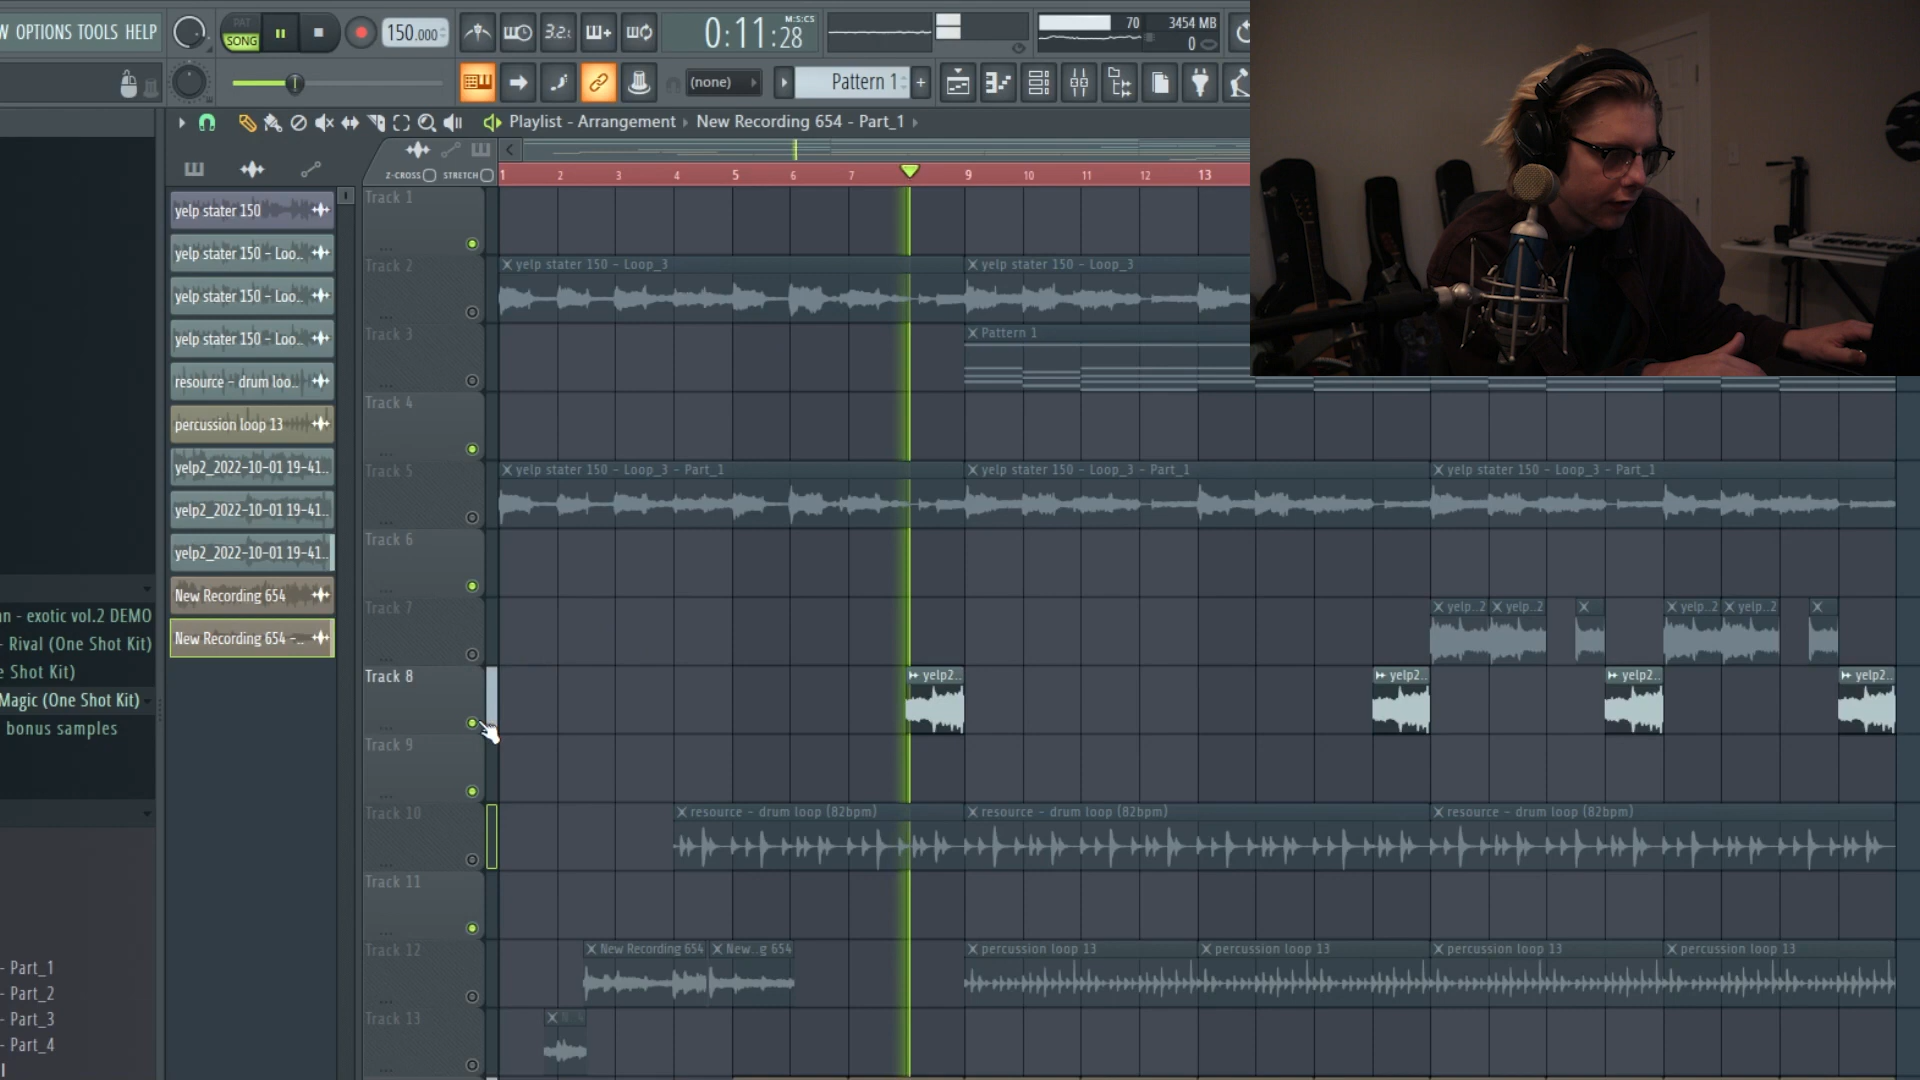 W OPTIONS TOOLS HELP
PAT
SONG
150.000
3.2.
0:11:28
M:S:CS
70
3454 MB
0
(none)
Pattern 1
+
Playlist - Arrangement › New Recording 654 - Part_1 ›
Z-CROSS
STRETCH
1 2 3 4 5 6 7 9 10 11 12 13
yelp stater 150
yelp stater 150 - Loo..
yelp stater 150 - Loo..
yelp stater 150 - Loo..
resource - drum loo..
percussion loop 13
yelp2_2022-10-01 19-41..
yelp2_2022-10-01 19-41..
yelp2_2022-10-01 19-41..
New Recording 654
New Recording 654 -..
Track 1
Track 2
yelp stater 150 - Loop_3
yelp stater 150 - Loop_3
Track 3
Pattern 1
Track 4
Track 5
yelp stater 150 - Loop_3 - Part_1
yelp stater 150 - Loop_3 - Part_1
yelp stater 150 - Loop_3 - Part_1
Track 6
Track 7
yelp..2
yelp..2
yelp..2
yelp..2
Track 8
yelp2..
yelp2..
yelp2..
yelp2..
Track 9
Track 10
resource - drum loop (82bpm)
resource - drum loop (82bpm)
resource - drum loop (82bpm)
Track 11
Track 12
New Recording 654
New..g 654
percussion loop 13
percussion loop 13
percussion loop 13
percussion loop 13
Track 13
an - exotic vol.2 DEMO
- Rival (One Shot Kit)
e Shot Kit)
Magic (One Shot Kit)
bonus samples
- Part_1
- Part_2
- Part_3
- Part_4